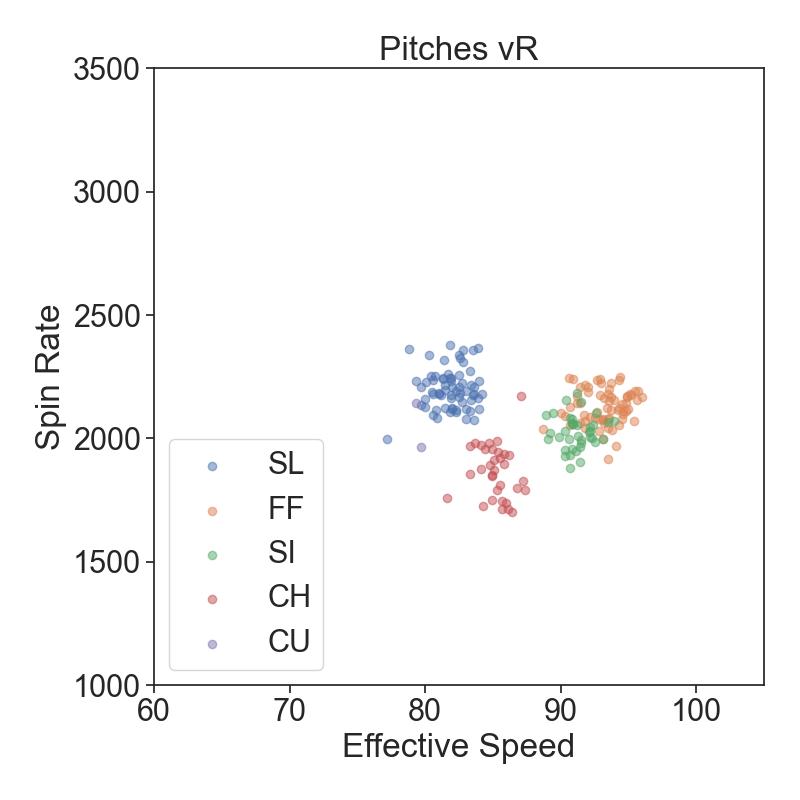 Pitches vR
3500
3000
2500
2000
1500
1000
Spin Rate
SL
FF
SI
CH
CU
60 70 80 90 100
Effective Speed